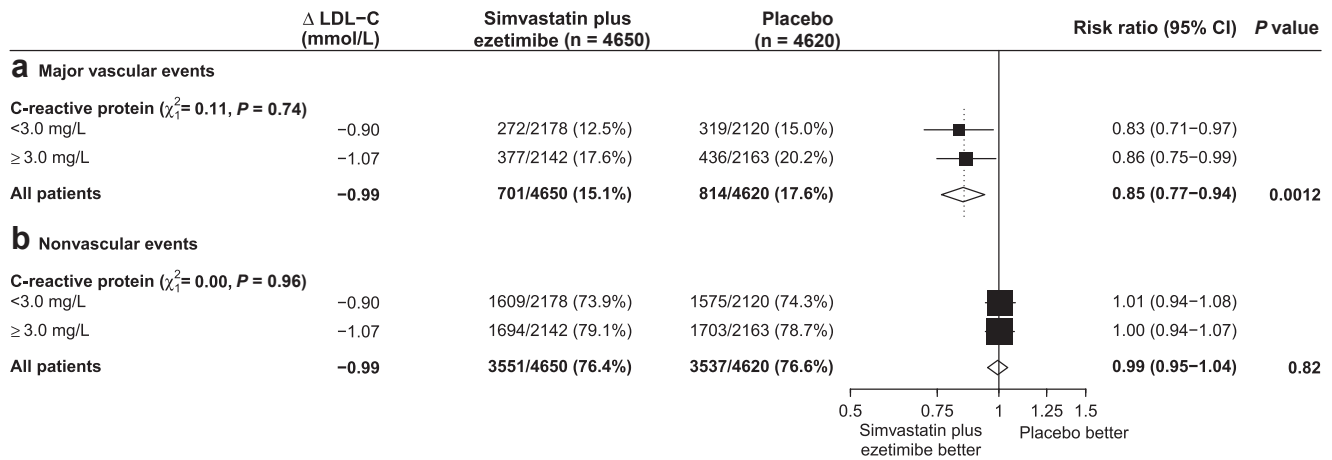 Δ LDL−C (mmol/L) Simvastatin plus ezetimibe (n = 4650) Placebo (n = 4620) Risk ratio (95% CI) P value
a Major vascular events
C-reactive protein (χ²₁= 0.11, P = 0.74)
<3.0 mg/L −0.90 272/2178 (12.5%) 319/2120 (15.0%) 0.83 (0.71−0.97)
≥ 3.0 mg/L −1.07 377/2142 (17.6%) 436/2163 (20.2%) 0.86 (0.75−0.99)
All patients −0.99 701/4650 (15.1%) 814/4620 (17.6%) 0.85 (0.77−0.94) 0.0012
b Nonvascular events
C-reactive protein (χ²₁= 0.00, P = 0.96)
<3.0 mg/L −0.90 1609/2178 (73.9%) 1575/2120 (74.3%) 1.01 (0.94−1.08)
≥ 3.0 mg/L −1.07 1694/2142 (79.1%) 1703/2163 (78.7%) 1.00 (0.94−1.07)
All patients −0.99 3551/4650 (76.4%) 3537/4620 (76.6%) 0.99 (0.95−1.04) 0.82
0.5 0.75 1 1.25 1.5
Simvastatin plus ezetimibe better Placebo better